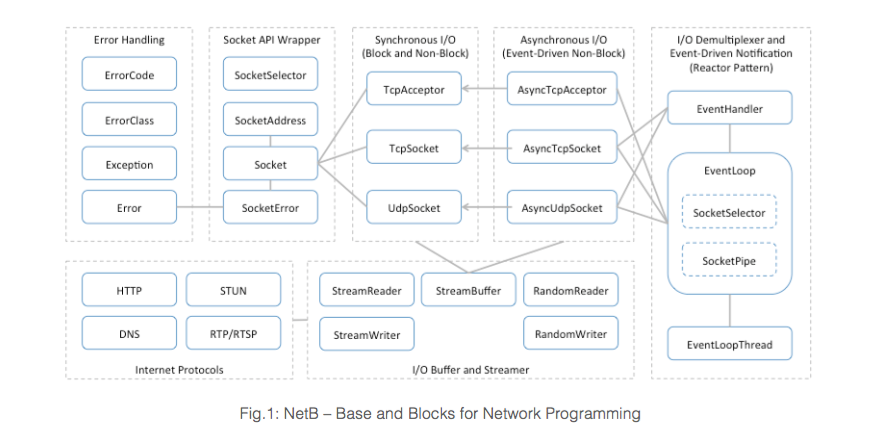 Error Handling
ErrorCode
ErrorClass
Exception
Error
Socket API Wrapper
SocketSelector
SocketAddress
Socket
SocketError
Synchronous I/O
(Block and Non-Block)
TcpAcceptor
TcpSocket
UdpSocket
Asynchronous I/O
(Event-Driven Non-Block)
AsyncTcpAcceptor
AsyncTcpSocket
AsyncUdpSocket
I/O Demultiplexer and
Event-Driven Notification
(Reactor Pattern)
EventHandler
EventLoop
SocketSelector
SocketPipe
EventLoopThread
HTTP
STUN
DNS
RTP/RTSP
Internet Protocols
StreamReader
StreamBuffer
RandomReader
StreamWriter
RandomWriter
I/O Buffer and Streamer
Fig.1: NetB – Base and Blocks for Network Programming